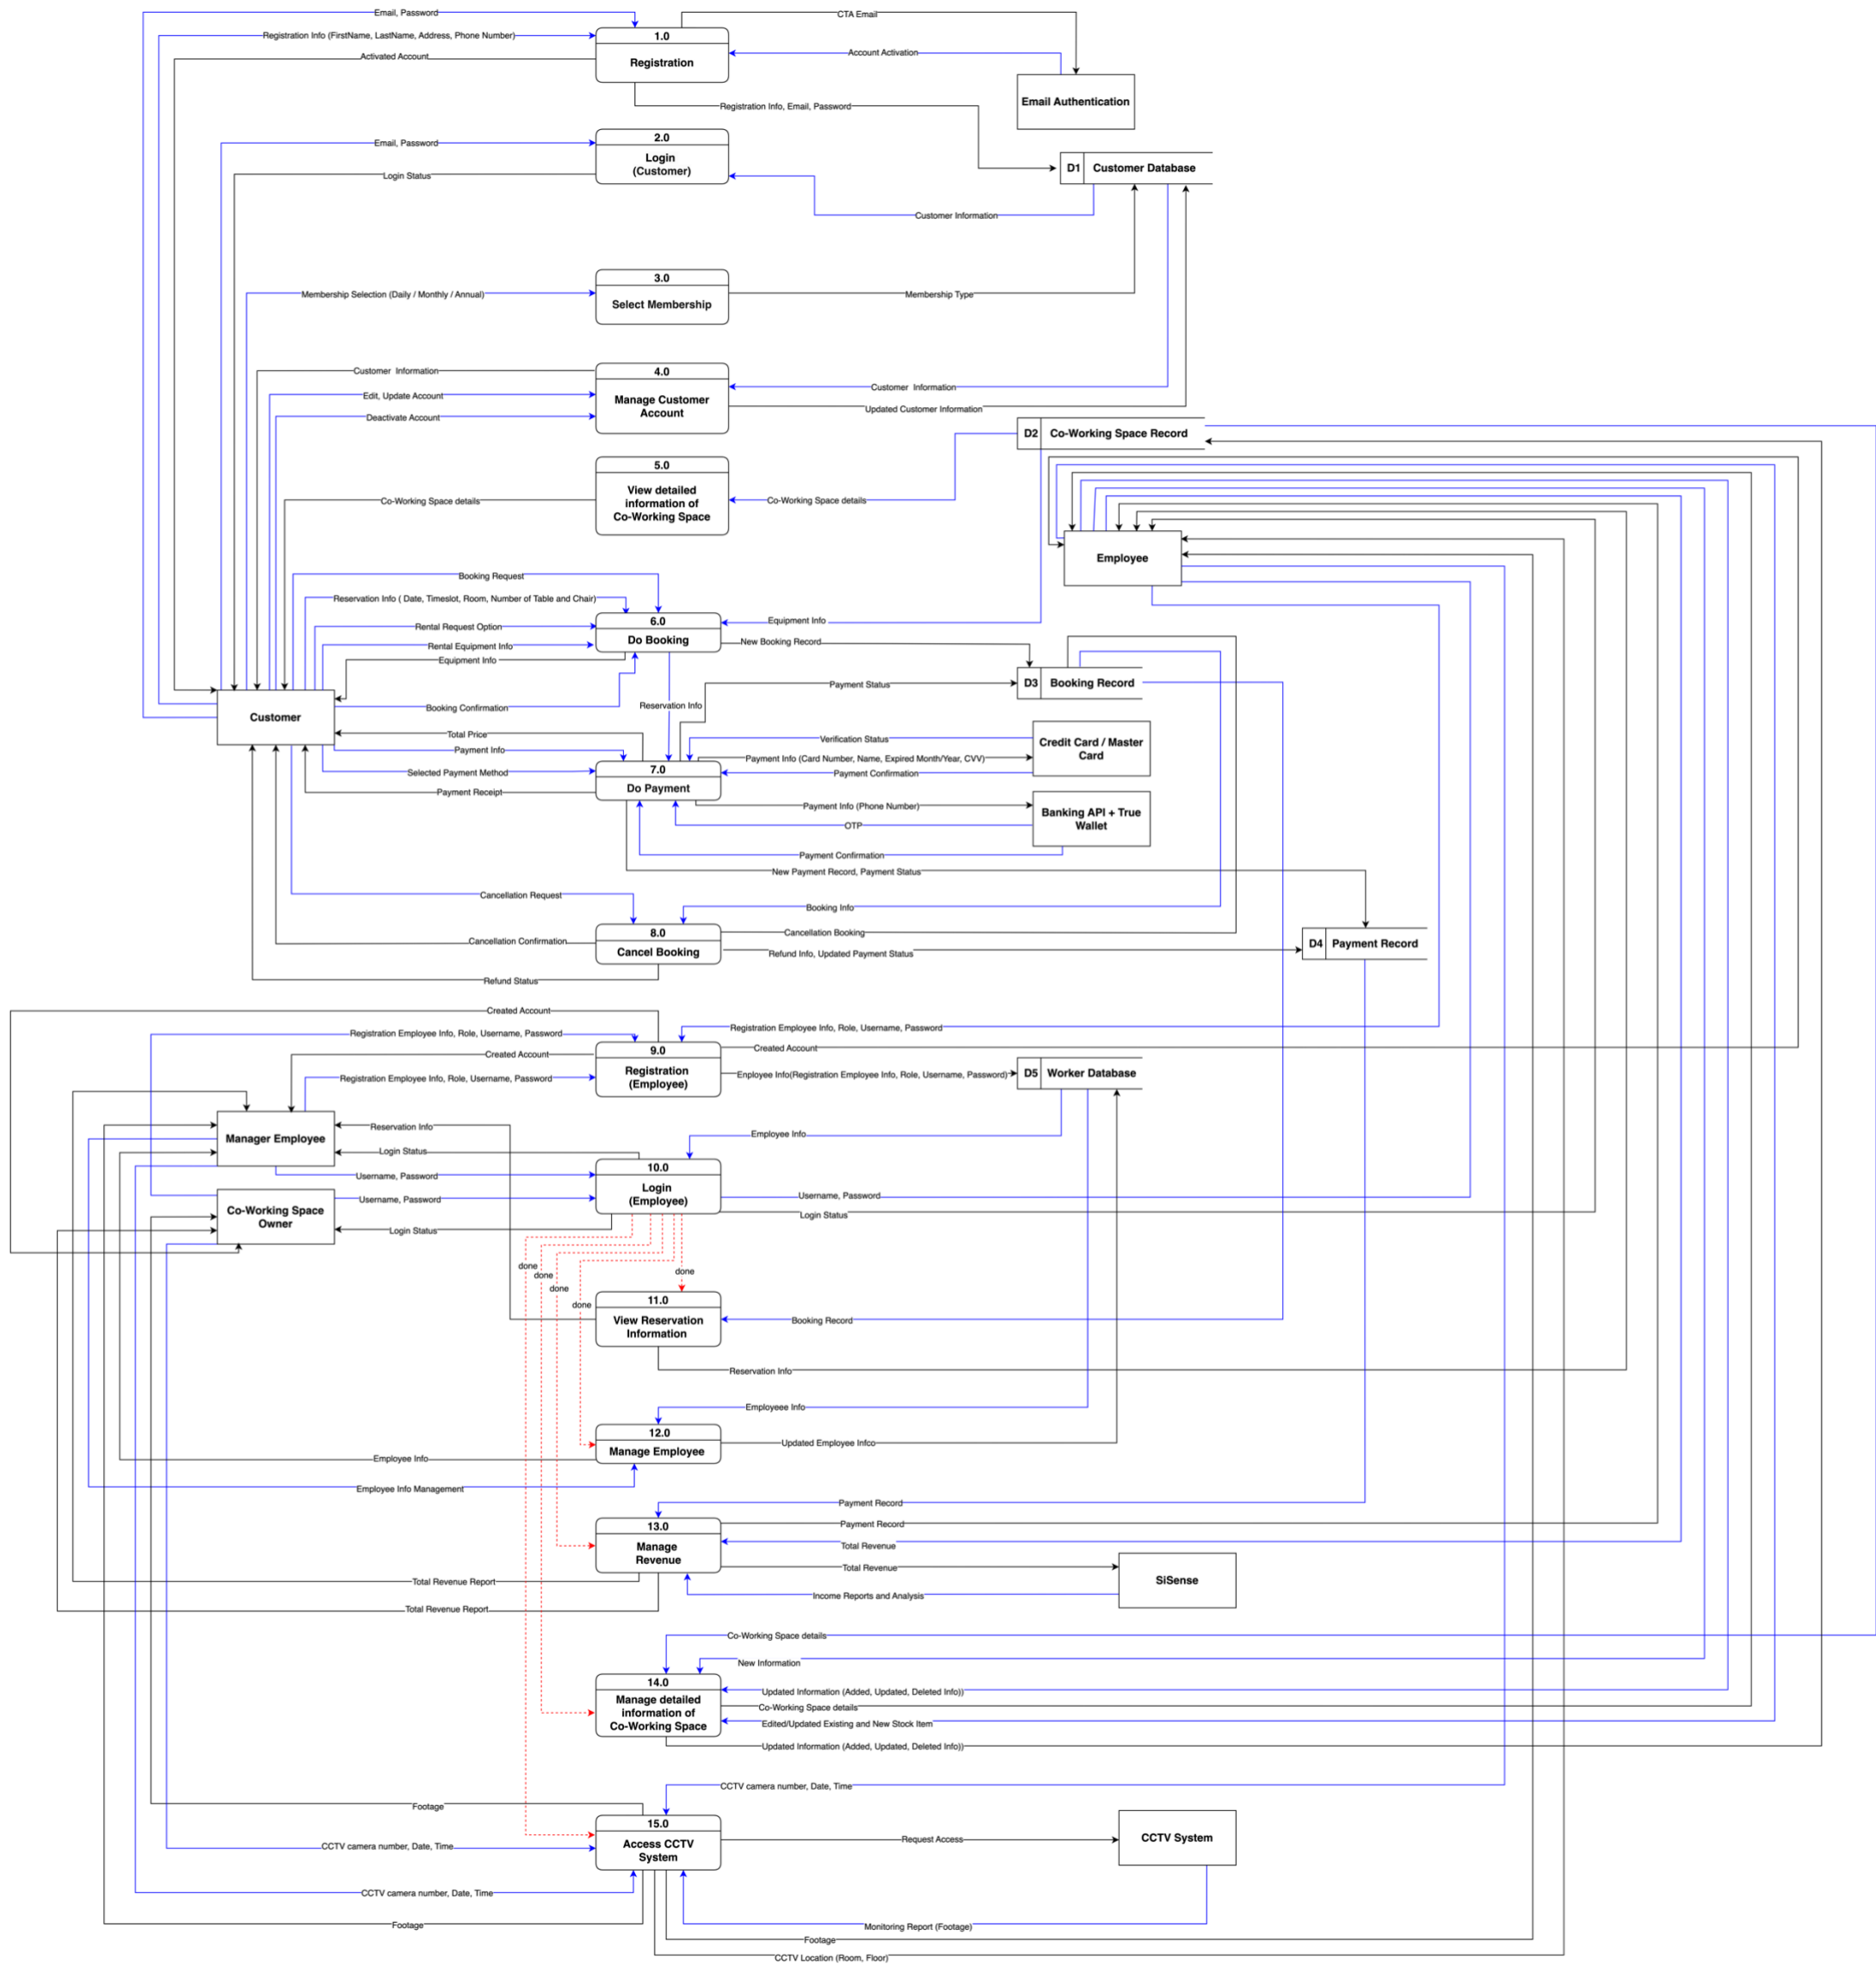 Email, Password
CTA Email
1.0
Registration Info (FirstName, LastName, Address, Phone Number)
Account Activation
Activated Account
Registration
Email Authentication
Registration Info, Email, Password
2.0
Email, Password
Login
(Customer)
D1 Customer Database
Login Status
Customer Information
3.0
Membership Selection (Daily / Monthly / Annual)
Membership Type
Select Membership
4.0
Customer Information
Customer Information
Edit, Update Account
Manage Customer
Account
Updated Customer Information
Deactivate Account
D2 Co-Working Space Record
5.0
View detailed
information of
Co-Working Space
Co-Working Space details
Co-Working Space details
Employee
Booking Request
Reservation Info ( Date, Timeslot, Room, Number of Table and Chair)
6.0
Equipment Info
Rental Request Option
Do Booking
New Booking Record
Rental Equipment Info
Equipment Info
Payment Status
D3 Booking Record
Booking Confirmation
Reservation Info
Customer
Total Price
Verification Status
Credit Card / Master
Card
Payment Info
Payment Info (Card Number, Name, Expired Month/Year, CVV)
7.0
Selected Payment Method
Payment Confirmation
Do Payment
Payment Receipt
Payment Info (Phone Number)
Banking API + True
Wallet
OTP
Payment Confirmation
New Payment Record, Payment Status
Cancellation Request
Booking Info
8.0
Cancellation Booking
Cancellation Confirmation
Cancel Booking
Refund Info, Updated Payment Status
D4 Payment Record
Refund Status
Created Account
Registration Employee Info, Role, Username, Password
Registration Employee Info, Role, Username, Password
9.0
Created Account
Created Account
Registration
(Employee)
Registration Employee Info, Role, Username, Password
Enployee Info(Registration Employee Info, Role, Username, Password)
D5 Worker Database
Reservation Info
Employee Info
Manager Employee
Login Status
10.0
Username, Password
Login
(Employee)
Username, Password
Username, Password
Co-Working Space
Owner
Login Status
Login Status
done
done
done
done
done
11.0
View Reservation
Information
Booking Record
Reservation Info
Employeee Info
12.0
Updated Employee Infco
Manage Employee
Employee Info
Employee Info Management
Payment Record
13.0
Payment Record
Manage
Revenue
Total Revenue
Total Revenue
SiSense
Total Revenue Report
Income Reports and Analysis
Total Revenue Report
Co-Working Space details
New Information
14.0
Updated Information (Added, Updated, Deleted Info))
Manage detailed
information of
Co-Working Space
Co-Working Space details
Edited/Updated Existing and New Stock Item
Updated Information (Added, Updated, Deleted Info))
CCTV camera number, Date, Time
Footage
15.0
Access CCTV
System
Request Access
CCTV System
CCTV camera number, Date, Time
CCTV camera number, Date, Time
Footage
Monitoring Report (Footage)
Footage
CCTV Location (Room, Floor)